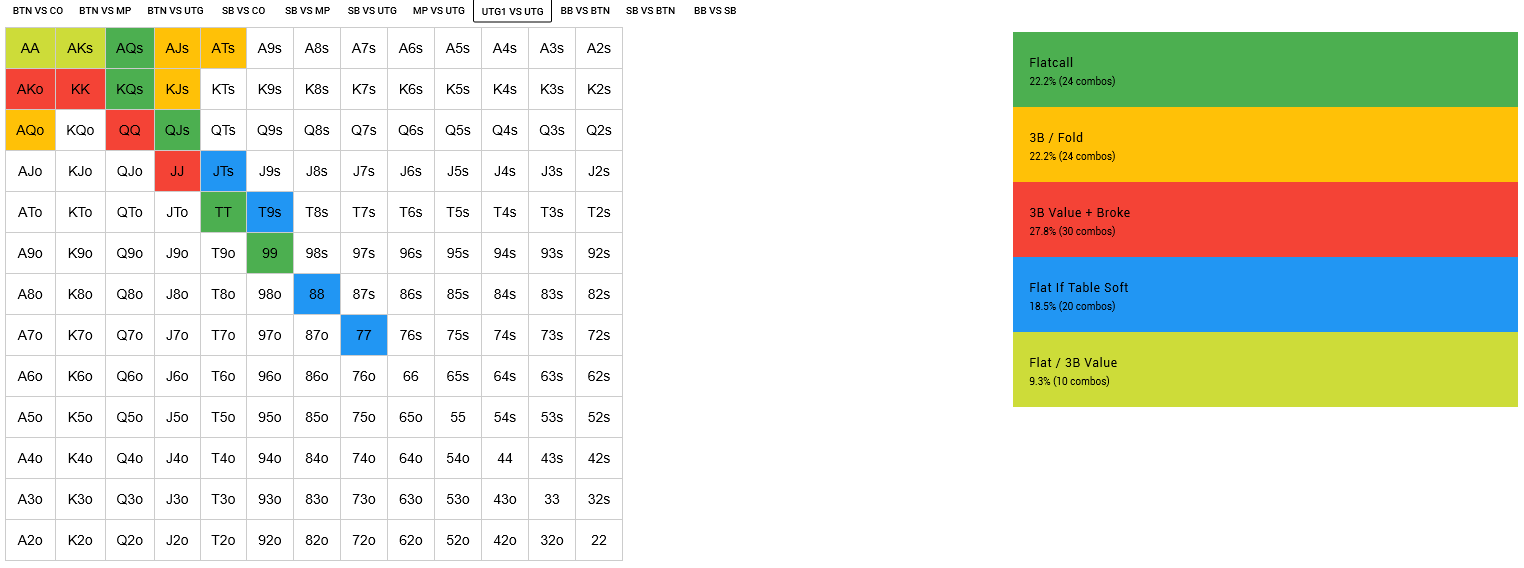 BTN VS CO BTN VS MP BTN VS UTG SB VS CO SB VS MP SB VS UTG MP VS UTG UTG1 VS UTG BB VS BTN SB VS BTN BB VS SB
AA AKs AQs AJs ATs A9s A8s A7s A6s A5s A4s A3s A2s
AKo KK KQs KJs KTs K9s K8s K7s K6s K5s K4s K3s K2s
AQo KQo QQ QJs QTs Q9s Q8s Q7s Q6s Q5s Q4s Q3s Q2s
AJo KJo QJo JJ JTs J9s J8s J7s J6s J5s J4s J3s J2s
ATo KTo QTo JTo TT T9s T8s T7s T6s T5s T4s T3s T2s
A9o K9o Q9o J9o T9o 99 98s 97s 96s 95s 94s 93s 92s
A8o K8o Q8o J8o T8o 98o 88 87s 86s 85s 84s 83s 82s
A7o K7o Q7o J7o T7o 97o 87o 77 76s 75s 74s 73s 72s
A6o K6o Q6o J6o T6o 96o 86o 76o 66 65s 64s 63s 62s
A5o K5o Q5o J5o T5o 95o 85o 75o 65o 55 54s 53s 52s
A4o K4o Q4o J4o T4o 94o 84o 74o 64o 54o 44 43s 42s
A3o K3o Q3o J3o T3o 93o 83o 73o 63o 53o 43o 33 32s
A2o K2o Q2o J2o T2o 92o 82o 72o 62o 52o 42o 32o 22
Flatcall
22.2% (24 combos)
3B / Fold
22.2% (24 combos)
3B Value + Broke
27.8% (30 combos)
Flat If Table Soft
18.5% (20 combos)
Flat / 3B Value
9.3% (10 combos)